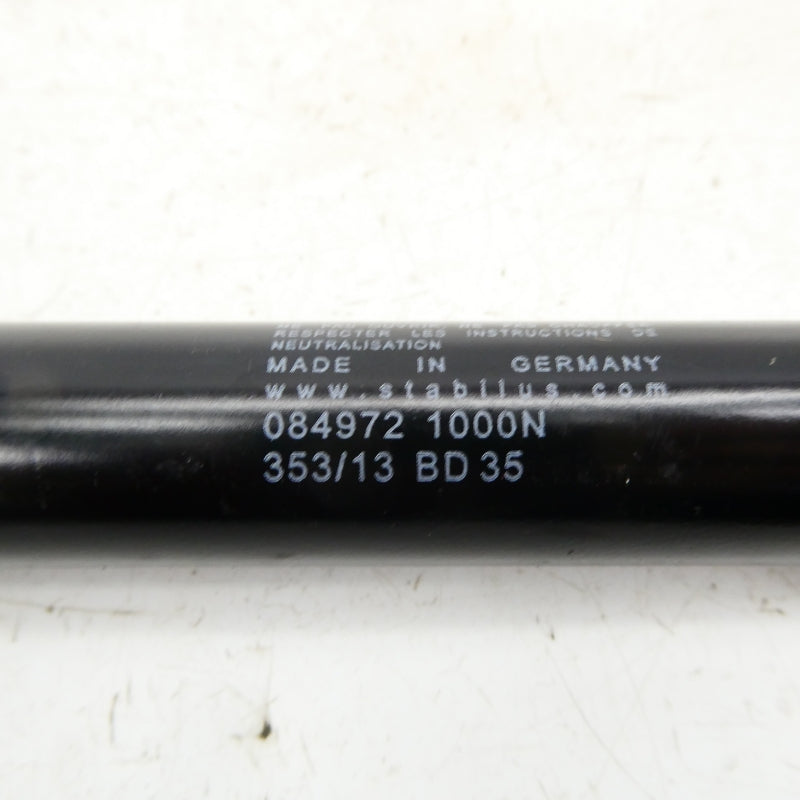 RESPECTER LES INSTRUCTIONS DE
NEUTRALISATION
MADE IN GERMANY
www.stabilus.com
084972 1000N
353/13 BD 35